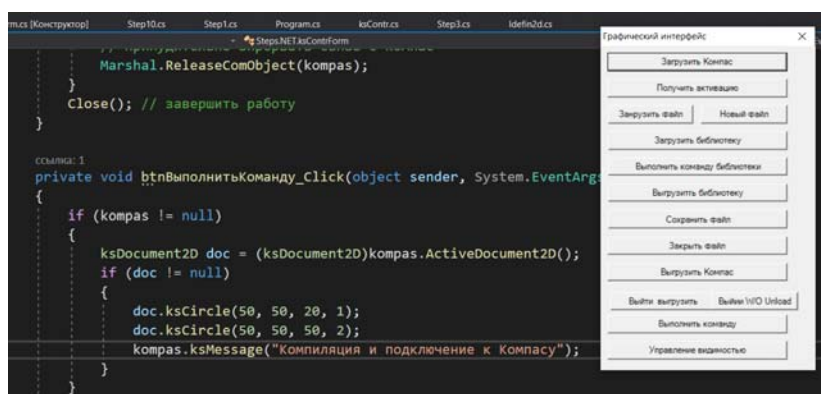 rm.cs [Конструктор] Step10.cs Step1.cs Program.cs ksContr.cs Step3.cs Idefin2d.cs
Steps.NET.ksContrForm
Marshal.ReleaseComObject(kompas);
}
Close(); // завершить работу
}
ссылка: 1
private void btnВыполнитьКоманду_Click(object sender, System.EventArgs
{
if (kompas != null)
{
ksDocument2D doc = (ksDocument2D)kompas.ActiveDocument2D();
if (doc != null)
{
doc.ksCircle(50, 50, 20, 1);
doc.ksCircle(50, 50, 50, 2);
kompas.ksMessage("Компиляция и подключение к Компасу");
}
}
Графический интерфейс
Загрузить Компас
Получить активацию
Загрузить файл Новый файл
Загрузить библиотеку
Выполнить команду библиотеки
Выгрузить библиотеку
Сохранить файл
Закрыть файл
Выгрузить Компас
Выйти выгрузить Выйти W/O Unload
Выполнить команду
Управление видимостью